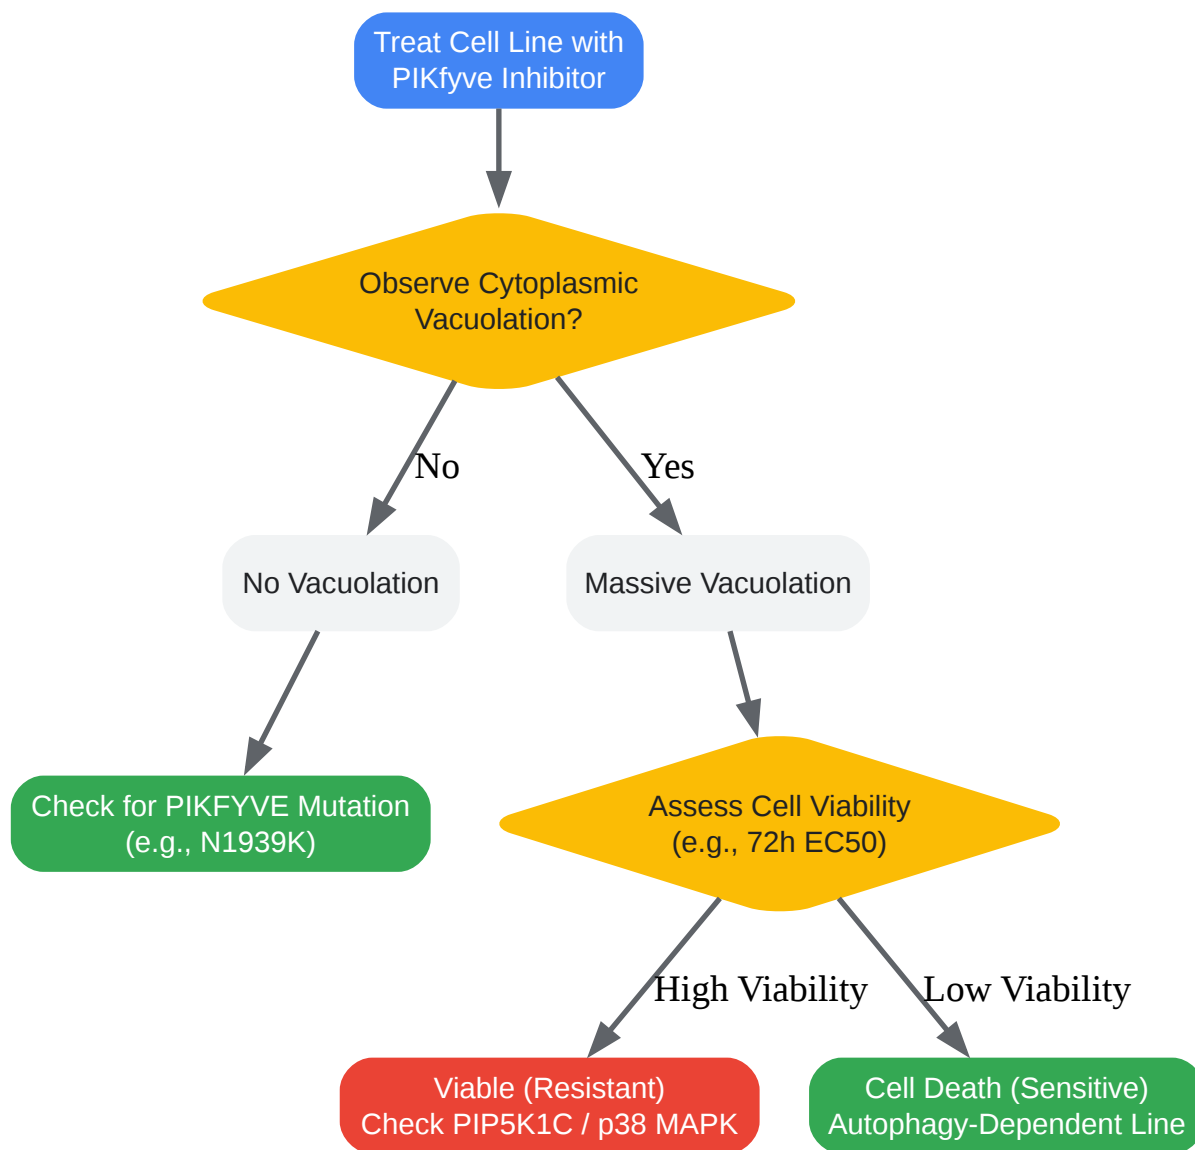 Treat Cell Line with
PIKfyve Inhibitor
Observe Cytoplasmic
Vacuolation?
No
Yes
No Vacuolation
Massive Vacuolation
Check for PIKFYVE Mutation
(e.g., N1939K)
Assess Cell Viability
(e.g., 72h EC50)
High Viability
Low Viability
Viable (Resistant)
Check PIP5K1C / p38 MAPK
Cell Death (Sensitive)
Autophagy-Dependent Line